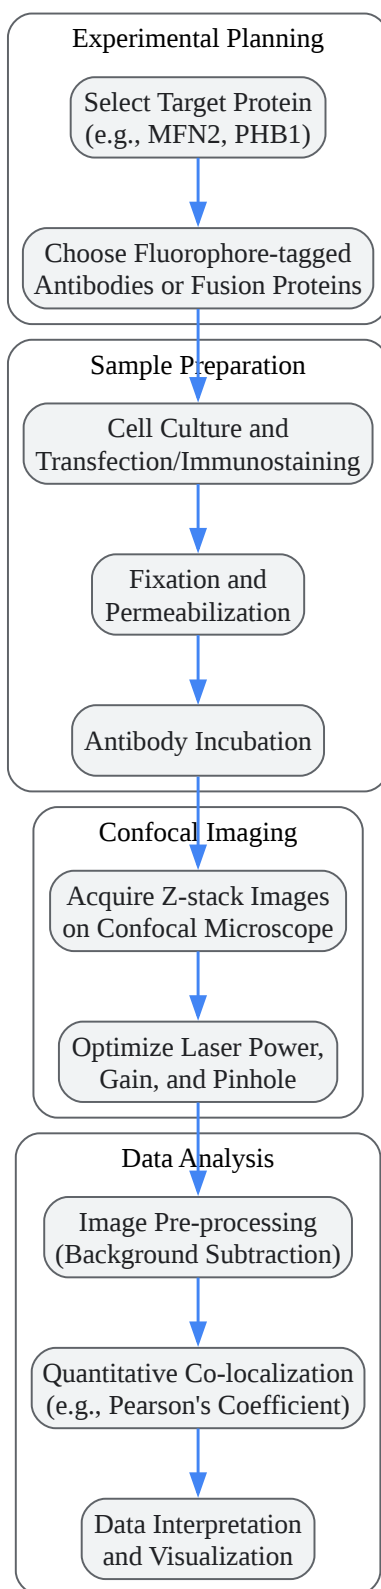 Experimental Planning
Select Target Protein
(e.g., MFN2, PHB1)
Choose Fluorophore-tagged
Antibodies or Fusion Proteins
Sample Preparation
Cell Culture and
Transfection/Immunostaining
Fixation and
Permeabilization
Antibody Incubation
Confocal Imaging
Acquire Z-stack Images
on Confocal Microscope
Optimize Laser Power,
Gain, and Pinhole
Data Analysis
Image Pre-processing
(Background Subtraction)
Quantitative Co-localization
(e.g., Pearson's Coefficient)
Data Interpretation
and Visualization